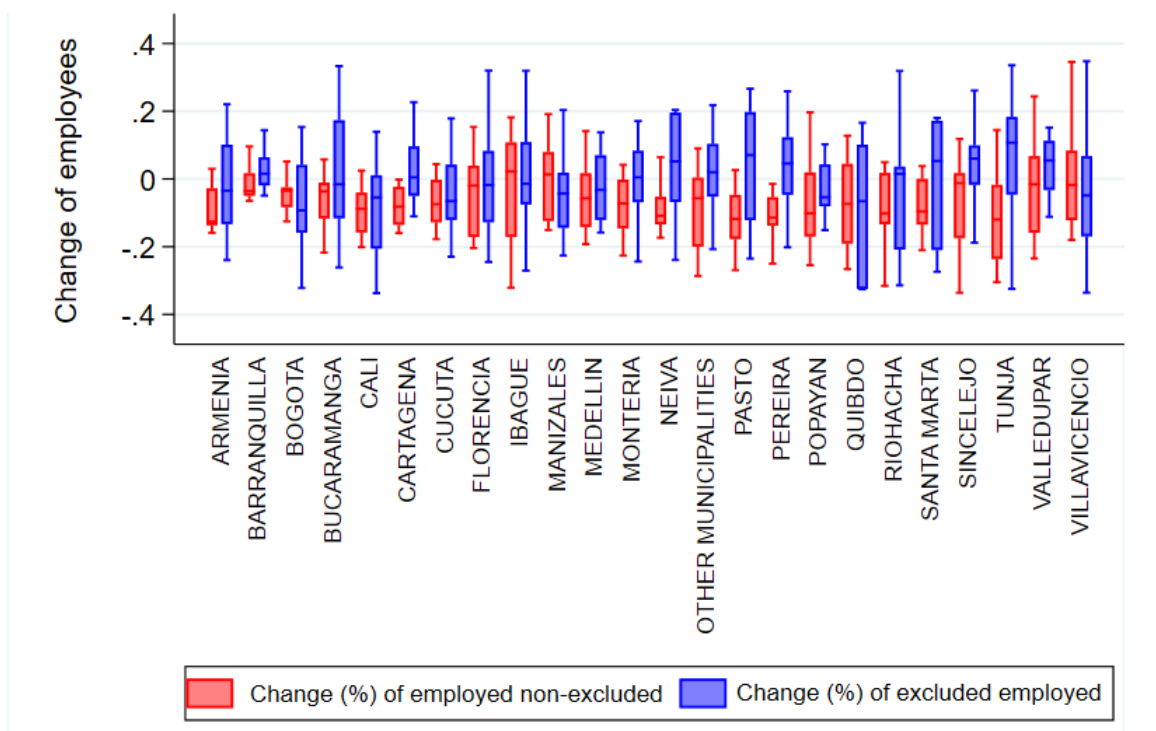 Change of employees
.4
.2
0
-.2
-.4
ARMENIA
BARRANQUILLA
BOGOTA
BUCARAMANGA
CALI
CARTAGENA
CUCUTA
FLORENCIA
IBAGUE
MANIZALES
MEDELLIN
MONTERIA
NEIVA
OTHER MUNICIPALITIES
PASTO
PEREIRA
POPAYAN
QUIBDO
RIOHACHA
SANTA MARTA
SINCELEJO
TUNJA
VALLEDUPAR
VILLAVICENCIO
Change (%) of employed non-excluded
Change (%) of excluded employed